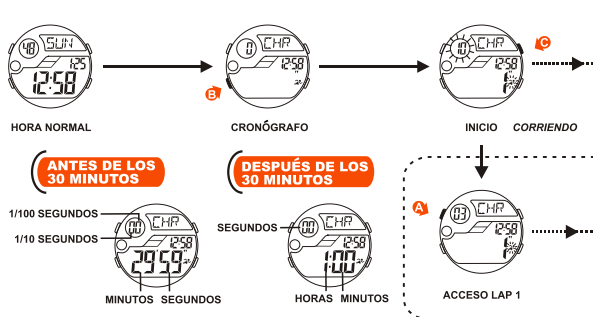 48 SUN
1:25
12:58
HORA NORMAL
0 CHR
12:58
B
CRONÓGRAFO
10 CHR
12:58
1
C
INICIO CORRIENDO
ANTES DE LOS
30 MINUTOS
1/100 SEGUNDOS
1/10 SEGUNDOS
00 CHR
12:58
29'59"
MINUTOS SEGUNDOS
DESPUÉS DE LOS
30 MINUTOS
SEGUNDOS
00 CHR
12:58
1:00
HORAS MINUTOS
A
03 CHR
12:58
1
ACCESO LAP 1